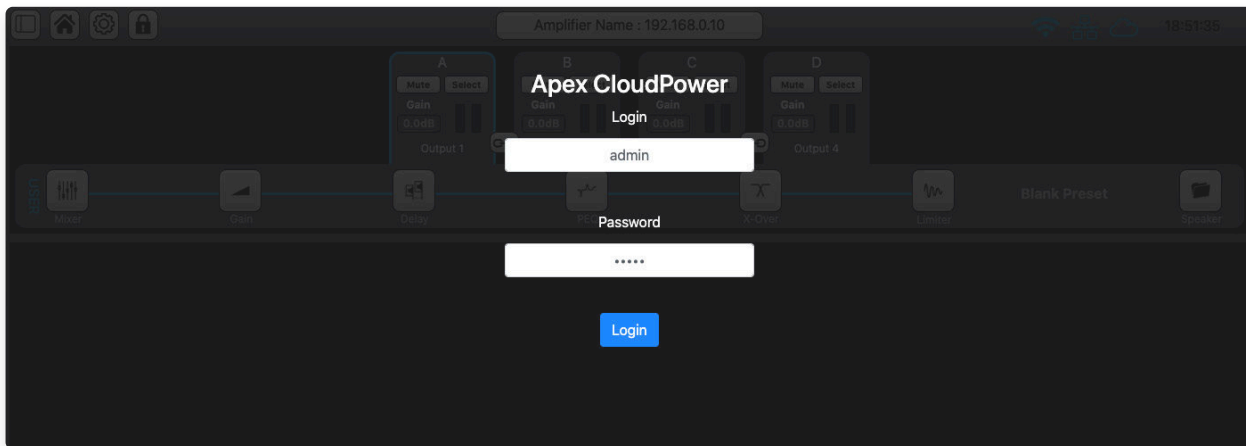 Amplifier Name : 192.168.0.10
18:51:35
A
B
C
D
Mute Select
Mute Select
Apex CloudPower
Gain
Gain
Gain
Gain
Login
0.0dB
0.0dB
0.0dB
0.0dB
Output 1
Output 4
admin
USER
Blank Preset
Mixer
Gain
Delay
PEQ
X-Over
Limiter
Speaker
Password
•••••
Login